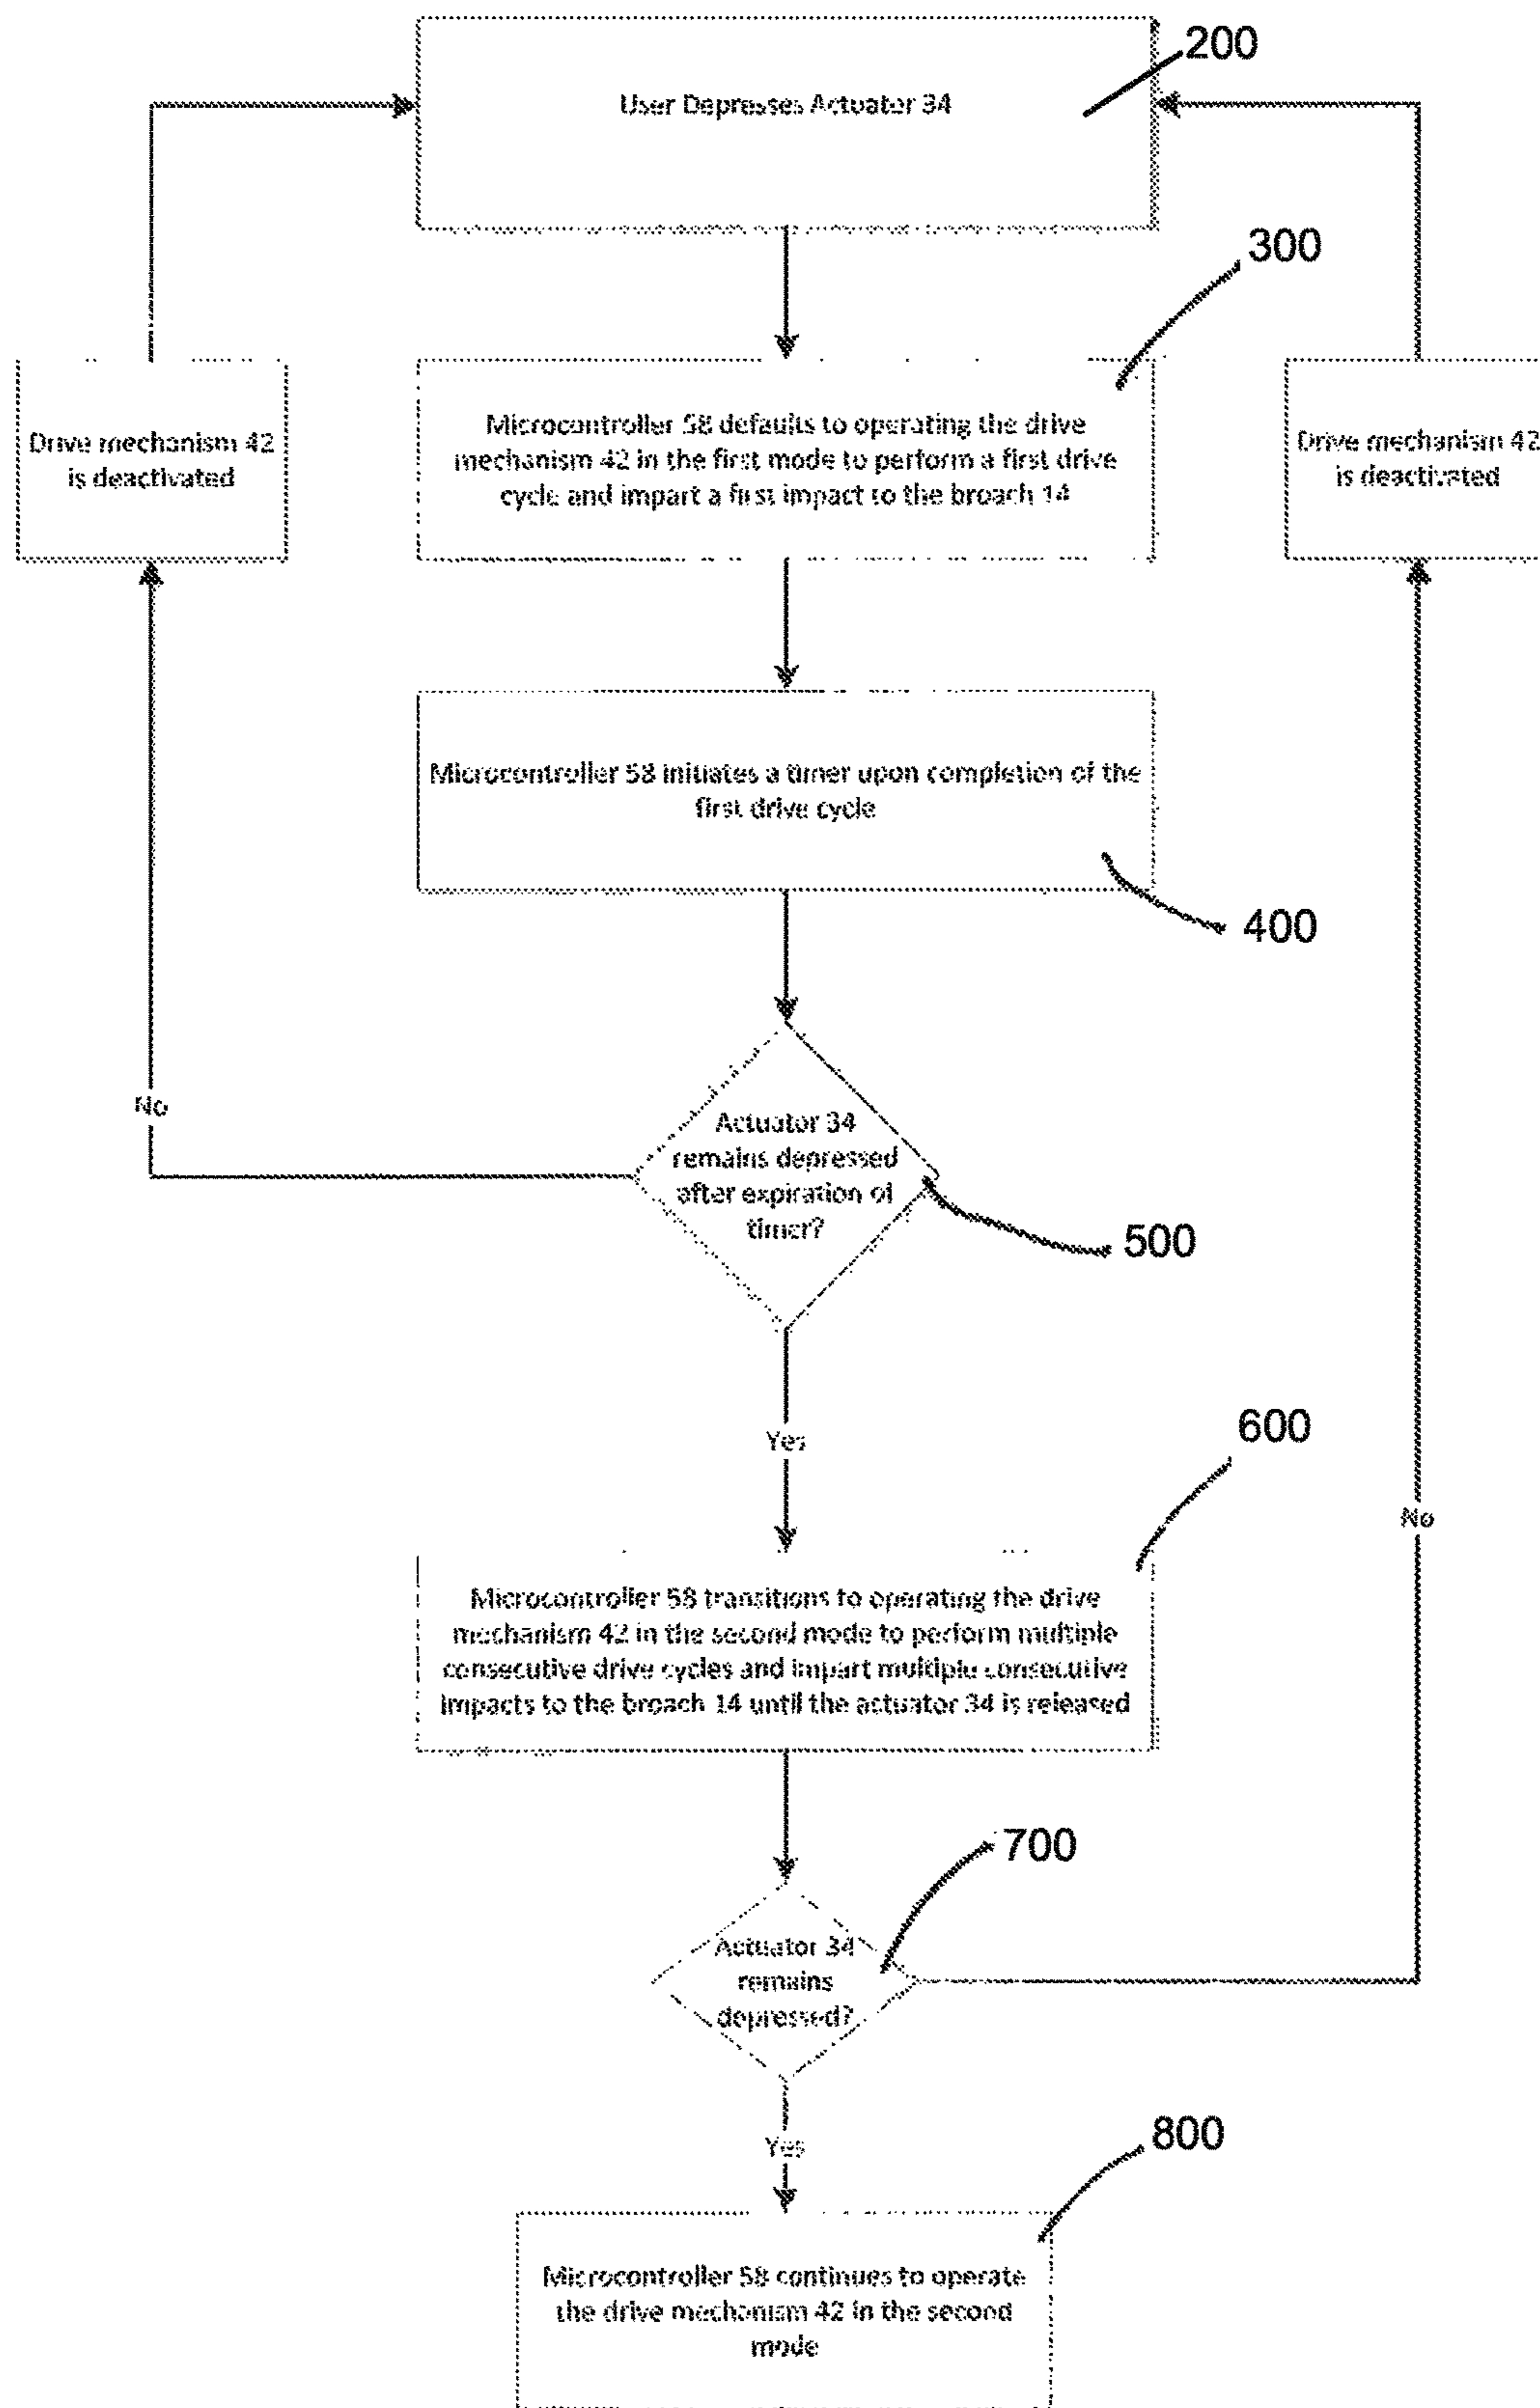 200
User Depresses Actuator 34
300
Microcontroller 58 defaults to operating the drive
mechanism 42 in the first mode to perform a first drive
cycle and impart a first impact to the broach 14
Drive mechanism 42
is deactivated
Drive mechanism 42
is deactivated
Microcontroller 58 initiates a timer upon completion of the
first drive cycle
400
No
Actuator 34
remains depressed
after expiration of
timer?
500
Yes
600
No
Microcontroller 58 transitions to operating the drive
mechanism 42 in the second mode to perform multiple
consecutive drive cycles and impart multiple consecutive
impacts to the broach 14 until the actuator 34 is released
700
Actuator 34
remains
depressed?
Yes
800
Microcontroller 58 continues to operate
the drive mechanism 42 in the second
mode